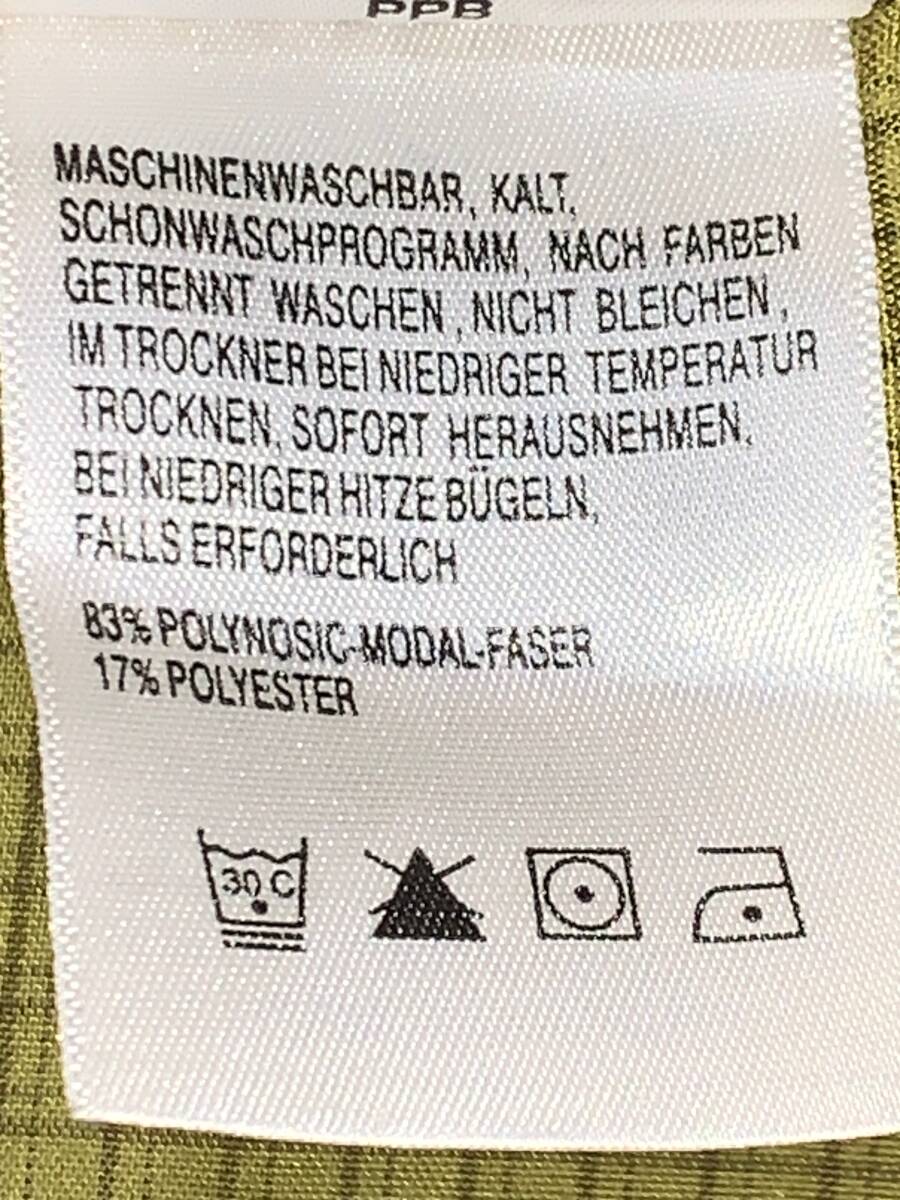 PPB
MASCHINENWASCHBAR, KALT,
SCHONWASCHPROGRAMM, NACH FARBEN
GETRENNT WASCHEN, NICHT BLEICHEN,
IM TROCKNER BEI NIEDRIGER TEMPERATUR
TROCKNEN, SOFORT HERAUSNEHMEN,
BEI NIEDRIGER HITZE BÜGELN,
FALLS ERFORDERLICH
83% POLYNOSIC-MODAL-FASER
17% POLYESTER
30 C